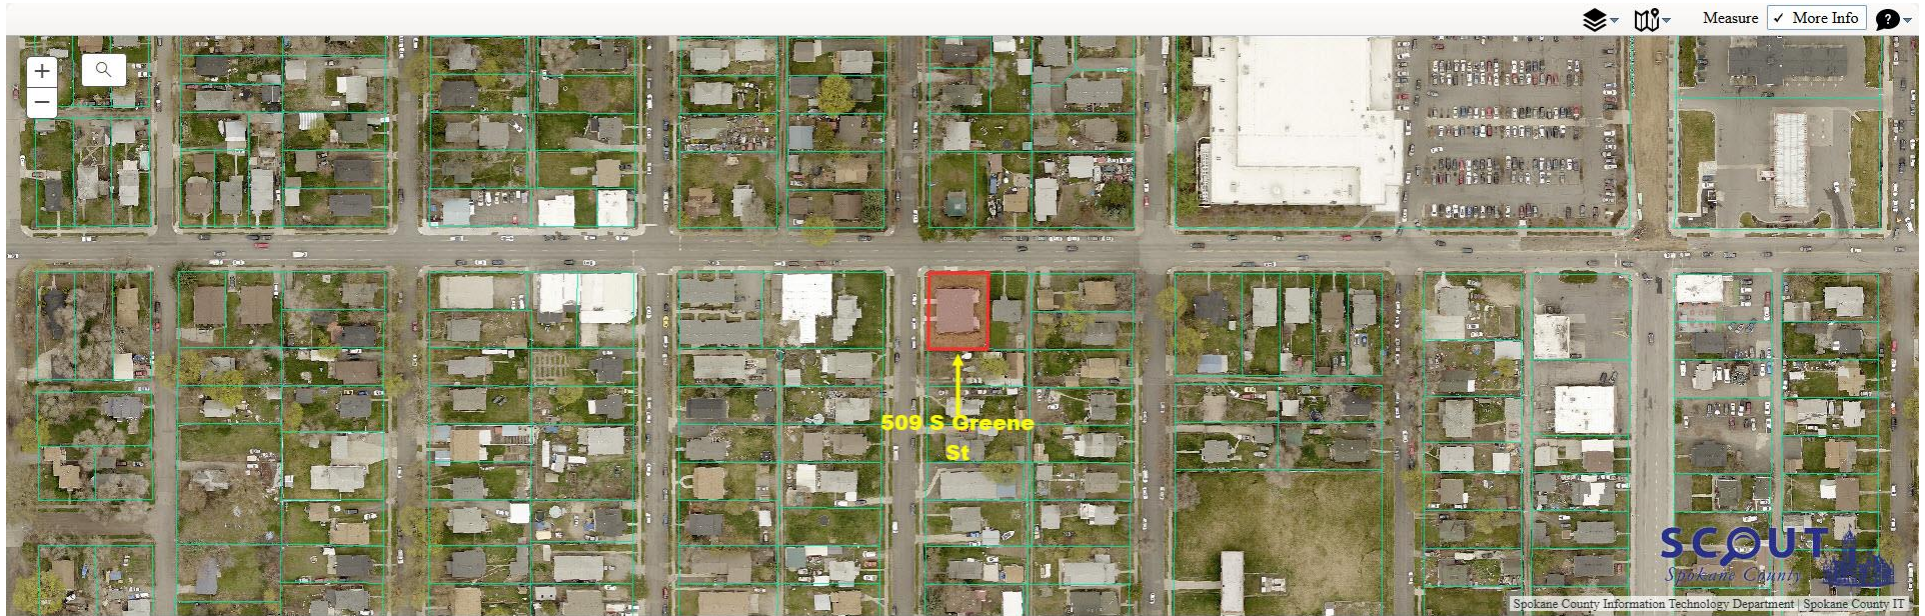 Measure
✓ More Info
?
+
−
509 S Greene
St
SCOUT
Spokane County
Spokane County Information Technology Department | Spokane County IT